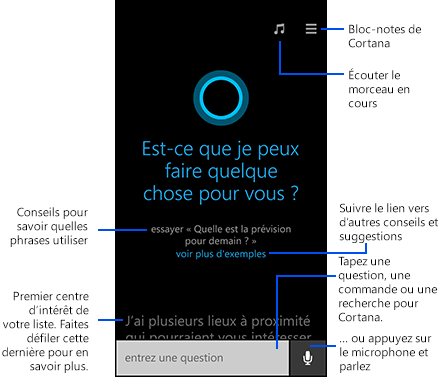 Bloc-notes de
Cortana
Écouter le
morceau en
cours
Est-ce que je peux
faire quelque
chose pour vous ?
Conseils pour
savoir quelles
phrases utiliser
essayer « Quelle est la prévision
pour demain ? »
voir plus d'exemples
Suivre le lien vers
d'autres conseils et
suggestions
Tapez une
question, une
commande ou une
recherche pour
Cortana.
Premier centre
d'intérêt de
votre liste. Faites
défiler cette
dernière pour en
savoir plus.
J'ai plusieurs lieux à proximité
qui pourraient vous intéresser
entrez une question
... ou appuyez sur
le microphone et
parlez